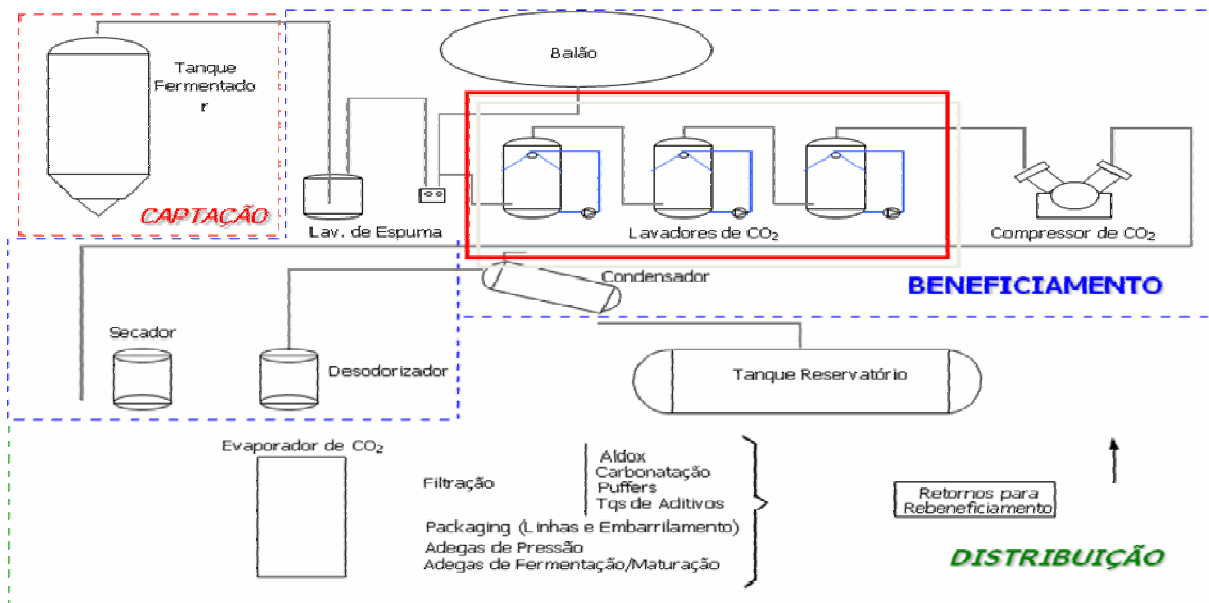 Balão
Tanque
Fermentado
r
CAPTAÇÃO
Lav. de Espuma
Lavadores de CO₂
Compressor de CO₂
Condensador
BENEFICIAMENTO
Secador
Desodorizador
Tanque Reservatório
Evaporador de CO₂
Filtração
Aldox
Carbonatação
Puffers
Tqs de Aditivos
Packaging (Linhas e Embarrilamento)
Adegas de Pressão
Adegas de Fermentação/Maturação
Retornos para
Rebeneficiamento
DISTRIBUIÇÃO